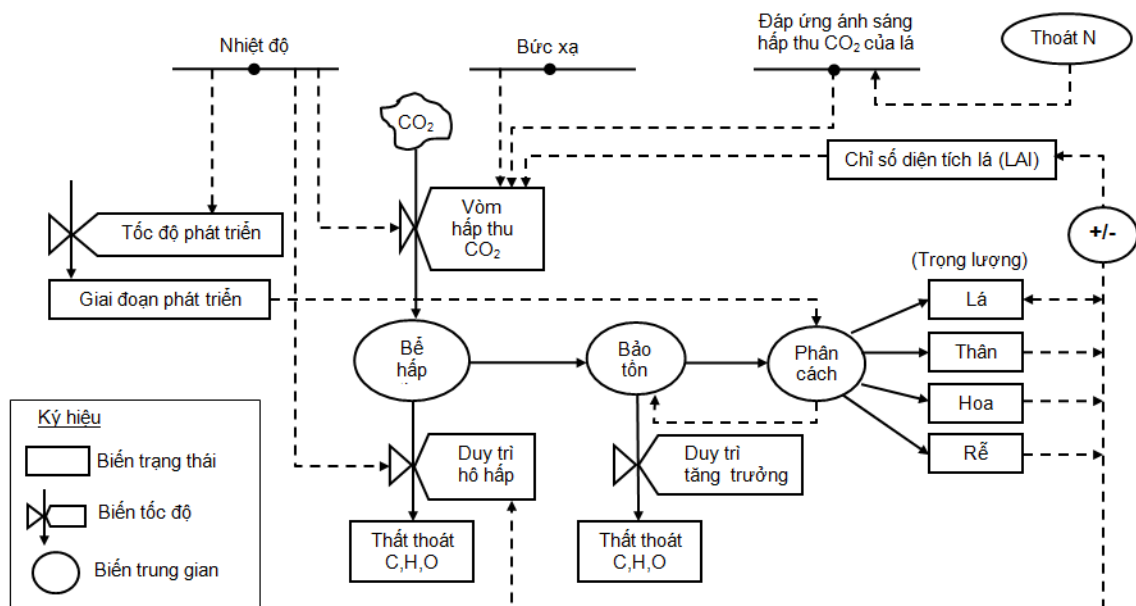 Nhiệt độ
Bức xạ
Đáp ứng ánh sáng
hấp thu CO₂ của lá
Thoát N
CO₂
Chỉ số diện tích lá (LAI)
Vòm
hấp thu
CO₂
Tốc độ phát triển
+/-
(Trọng lượng)
Giai đoạn phát triển
Lá
Bể
hấp
Bảo
tồn
Phân
cách
Thân
Hoa
Rễ
Ký hiệu
Biến trạng thái
Biến tốc độ
Biến trung gian
Duy trì
hô hấp
Duy trì
tăng trưởng
Thất thoát
C,H,O
Thất thoát
C,H,O